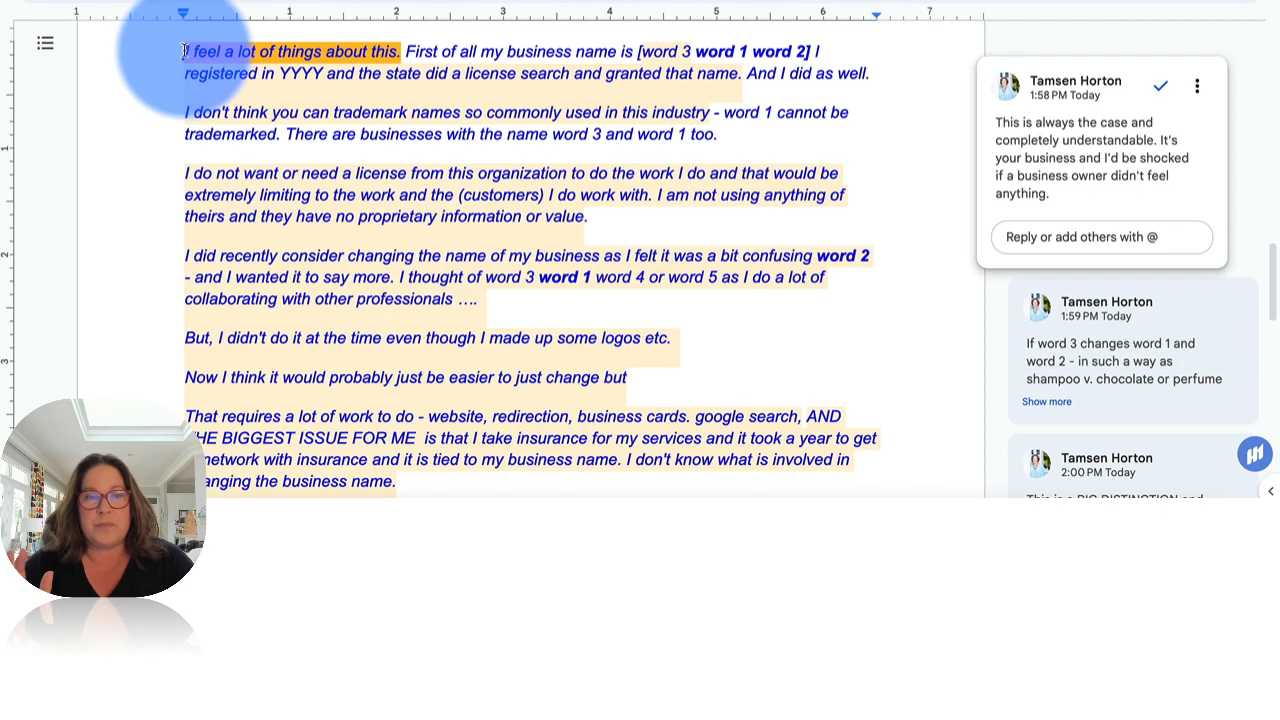 1 1 2 3 4 5 6 7
I feel a lot of things about this. First of all my business name is [word 3 word 1 word 2] I
registered in YYYY and the state did a license search and granted that name. And I did as well.
I don't think you can trademark names so commonly used in this industry - word 1 cannot be
trademarked. There are businesses with the name word 3 and word 1 too.
I do not want or need a license from this organization to do the work I do and that would be
extremely limiting to the work and the (customers) I do work with. I am not using anything of
theirs and they have no proprietary information or value.
I did recently consider changing the name of my business as I felt it was a bit confusing word 2
- and I wanted it to say more. I thought of word 3 word 1 word 4 or word 5 as I do a lot of
collaborating with other professionals ….
But, I didn't do it at the time even though I made up some logos etc.
Now I think it would probably just be easier to just change but
That requires a lot of work to do - website, redirection, business cards. google search, AND
HE BIGGEST ISSUE FOR ME is that I take insurance for my services and it took a year to get
network with insurance and it is tied to my business name. I don't know what is involved in
anging the business name.
1
2
3
Tamsen Horton
1:58 PM Today
This is always the case and
completely understandable. It's
your business and I'd be shocked
if a business owner didn't feel
anything.
Reply or add others with @
Tamsen Horton
1:59 PM Today
If word 3 changes word 1 and
word 2 - in such a way as
shampoo v. chocolate or perfume
Show more
Tamsen Horton
2:00 PM Today
This is a BIG DISTINCTION and